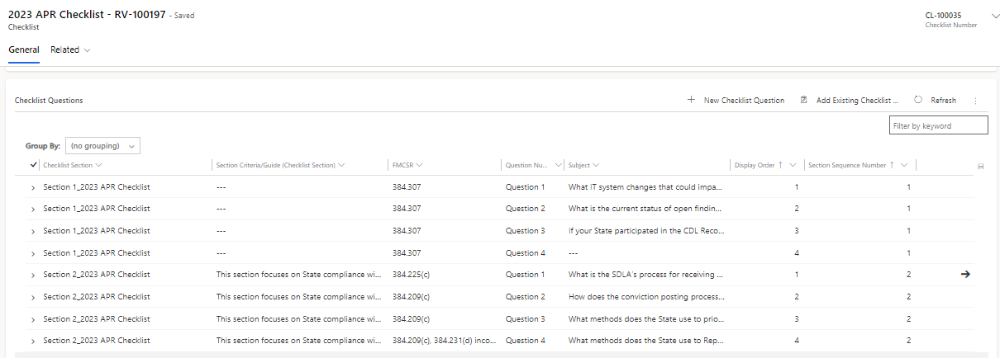 2023 APR Checklist - RV-100197 - Saved
Checklist
CL-100035
Checklist Number
General Related
Checklist Questions
New Checklist Question Add Existing Checklist ... Refresh
Filter by keyword
Group By: (no grouping)
Checklist Section Section Criteria/Guide (Checklist Section) FMCSR Question Nu... Subject Display Order ↑ Section Sequence Number ↑
Section 1_2023 APR Checklist --- 384.307 Question 1 What IT system changes that could impa... 1 1
Section 1_2023 APR Checklist --- 384.307 Question 2 What is the current status of open findin... 2 1
Section 1_2023 APR Checklist --- 384.307 Question 3 If your State participated in the CDL Reco... 3 1
Section 1_2023 APR Checklist --- 384.307 Question 4 --- 4 1
Section 2_2023 APR Checklist This section focuses on State compliance wi... 384.225(c) Question 1 What is the SDLA's process for receiving ... 1 2
Section 2_2023 APR Checklist This section focuses on State compliance wi... 384.209(c) Question 2 How does the conviction posting process... 2 2
Section 2_2023 APR Checklist This section focuses on State compliance wi... 384.209(c) Question 3 What methods does the State use to prio... 3 2
Section 2_2023 APR Checklist This section focuses on State compliance wi... 384.209(c), 384.231(d) inco... Question 4 What methods does the State use to Rep... 4 2